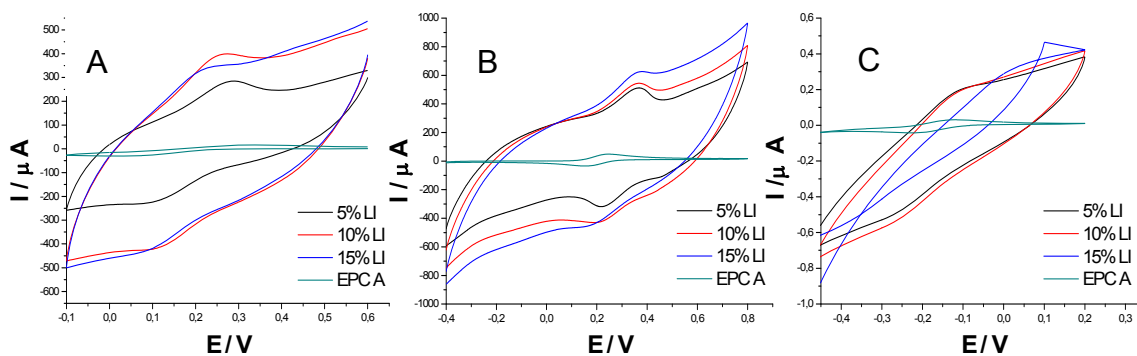 A
I / µ A
500
400
300
200
100
0
-100
-200
-300
-400
-500
-0,1 0,0 0,1 0,2 0,3 0,4 0,5 0,6
E / V
5% LI
10% LI
15% LI
EPC A
B
I / µ A
1000
800
600
400
200
0
-200
-400
-600
-800
-1000
-0,4 -0,2 0,0 0,2 0,4 0,6 0,8
E / V
5% LI
10% LI
15% LI
EPC A
C
I / µ A
0,6
0,4
0,2
0,0
-0,2
-0,4
-0,6
-0,8
-1,0
-0,4 -0,3 -0,2 -0,1 0,0 0,1 0,2 0,3
E / V
5% LI
10% LI
15% LI
EPC A